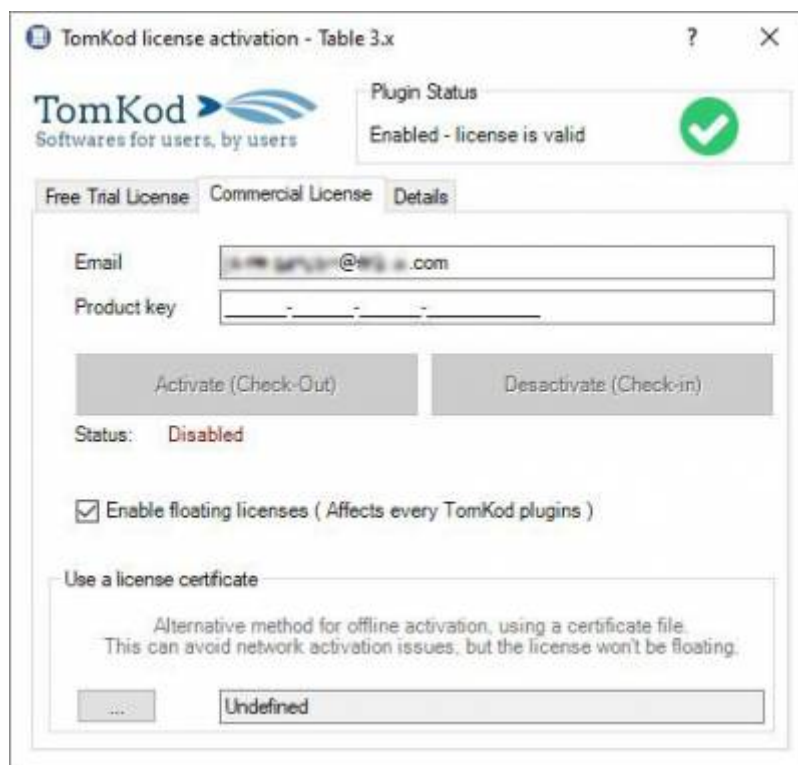 TomKod license activation - Table 3.x
?
TomKod
Softwares for users, by users
Plugin Status
Enabled - license is valid
Free Trial License
Commercial License
Details
Email
@
.com
Product key
Activate (Check-Out)
Desactivate (Check-in)
Status: Disabled
Enable floating licenses ( Affects every TomKod plugins )
Use a license certificate
Alternative method for offline activation, using a certificate file.
This can avoid network activation issues, but the license won't be floating.
...
Undefined